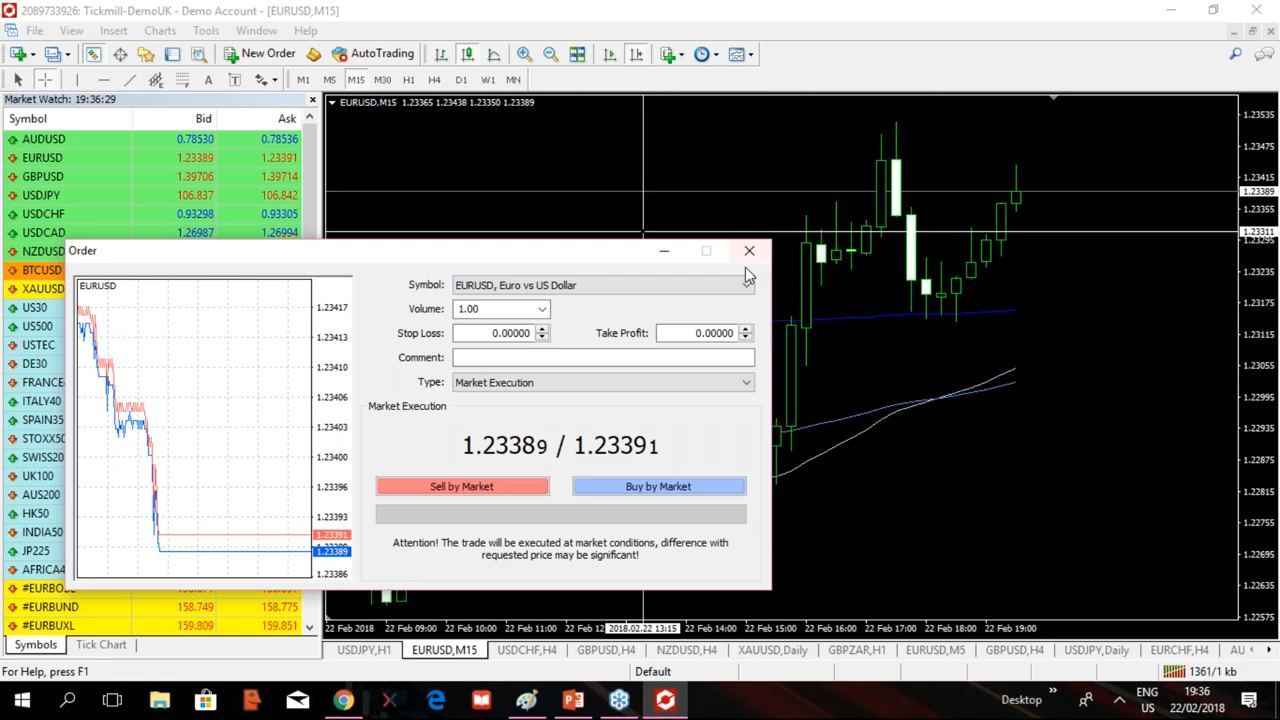 2089733926: Tickmill-DemoUK - Demo Account - [EURUSD,M15]
File View Insert Charts Tools Window Help
New Order AutoTrading
M1 M5 M15 M30 H1 H4 D1 W1 MN
Market Watch: 19:36:29
Symbol Bid Ask
AUDUSD 0.78530 0.78536
EURUSD 1.23389 1.23391
GBPUSD 1.39706 1.39714
USDJPY 106.837 106.842
USDCHF 0.93298 0.93305
USDCAD 1.26987 1.26994
NZDUSD
BTCUSD
XAUUSD
US30
US500
USTEC
DE30
FRANCE
ITALY40
SPAIN35
STOXX50
SWISS20
UK100
AUS200
HK50
INDIA50
JP225
AFRICA4
#EURBUND 158.749 158.775
#EURBUXL 159.809 159.851
Symbols Tick Chart
EURUSD,M15 1.23365 1.23438 1.23350 1.23389
1.23535
1.23475
1.23415
1.23389
1.23355
1.23311
1.23295
1.23235
1.23175
1.23115
1.23055
1.22995
1.22935
1.22875
1.22815
1.22755
1.22695
1.22635
1.22575
Order
EURUSD
1.23417
1.23413
1.23410
1.23406
1.23403
1.23400
1.23396
1.23393
1.23391
1.23389
1.23386
Symbol: EURUSD, Euro vs US Dollar
Volume: 1.00
Stop Loss: 0.00000 Take Profit: 0.00000
Comment:
Type: Market Execution
Market Execution
1.23389 / 1.23391
Sell by Market Buy by Market
Attention! The trade will be executed at market conditions, difference with
requested price may be significant!
22 Feb 2018 22 Feb 09:00 22 Feb 10:00 22 Feb 11:00 22 Feb 12 2018.02.22 13:15 22 Feb 14:00 22 Feb 15:00 22 Feb 16:00 22 Feb 17:00 22 Feb 18:00 22 Feb 19:00
USDJPY,H1 EURUSD,M15 USDCHF,H4 GBPUSD,H4 NZDUSD,H4 XAUUSD,Daily GBPZAR,H1 EURUSD,M5 GBPUSD,H4 USDJPY,Daily EURCHF,H4 AU
For Help, press F1 Default 1361/1 kb
Desktop ENG
US
19:36
22/02/2018